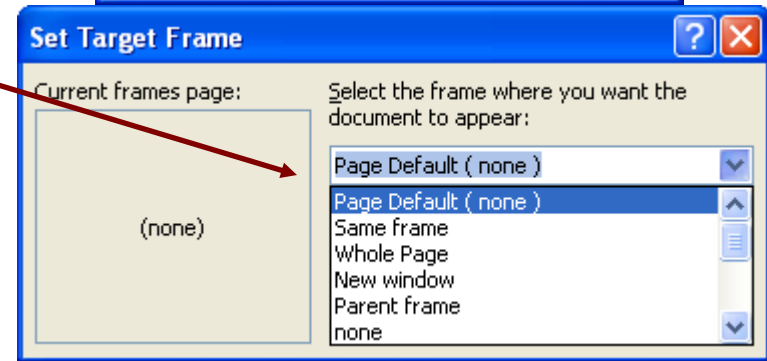 Set Target Frame
Current frames page:
(none)
Select the frame where you want the
document to appear:
Page Default ( none )
Page Default ( none )
Same frame
Whole Page
New window
Parent frame
none